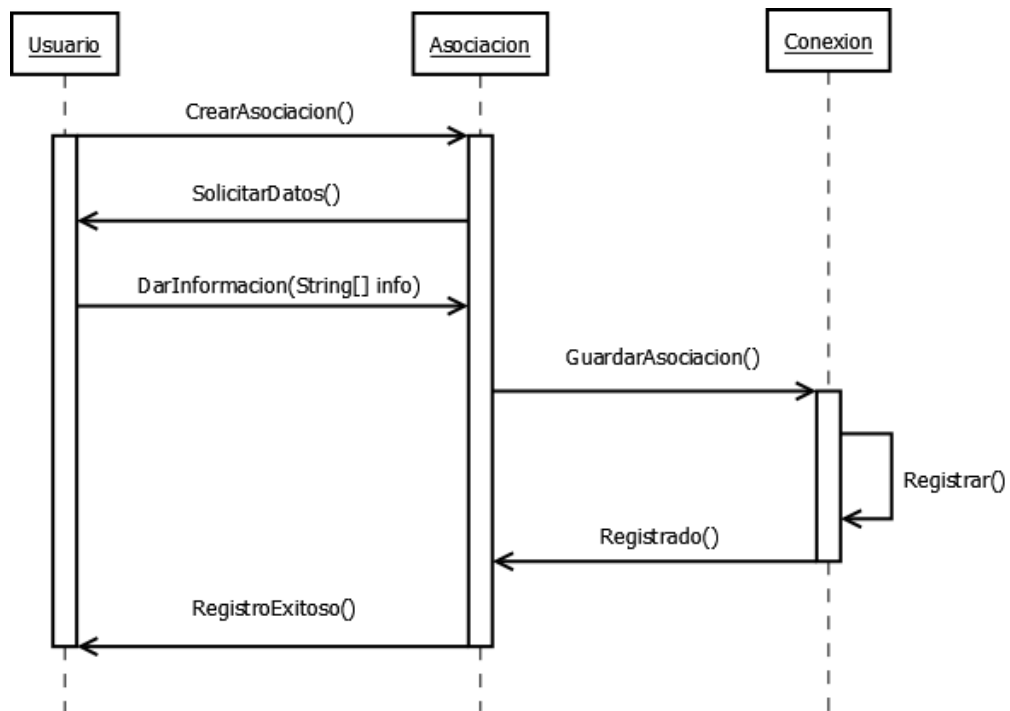 Usuario
Asociacion
Conexion
CrearAsociacion()
SolicitarDatos()
DarInformacion(String[] info)
GuardarAsociacion()
Registrar()
Registrado()
RegistroExitoso()